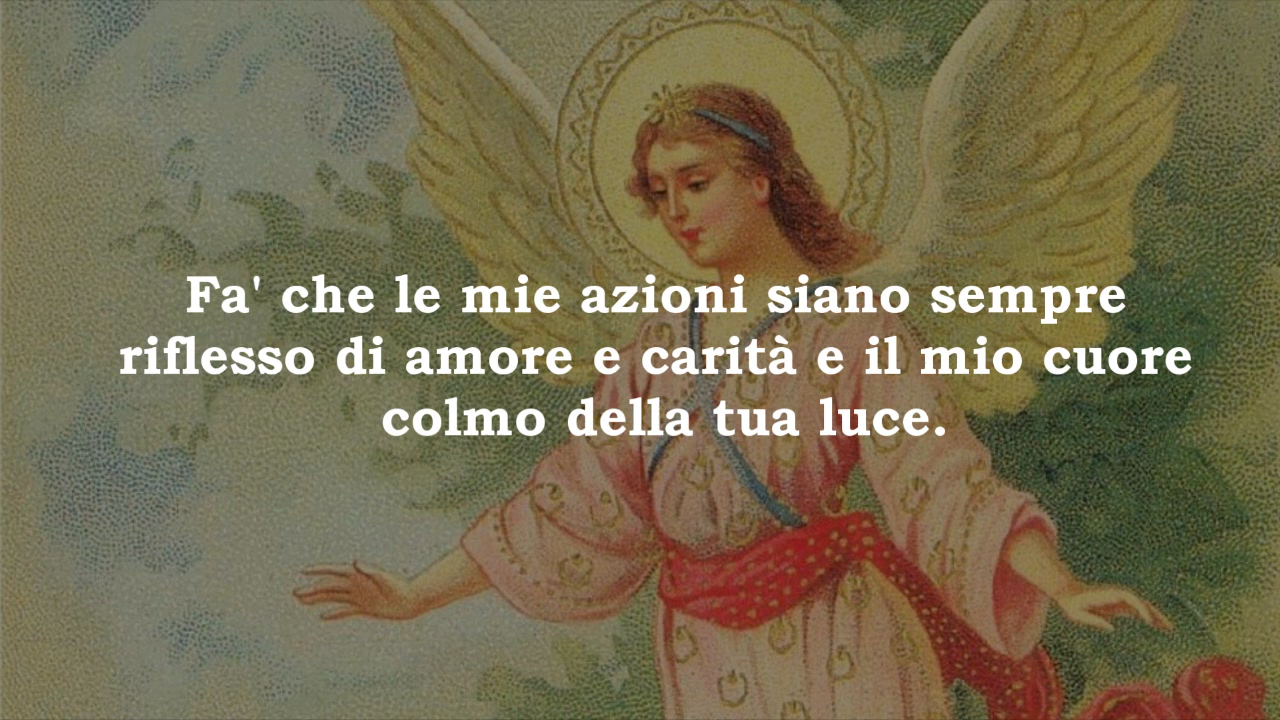 Fa' che le mie azioni siano sempre
riflesso di amore e carità e il mio cuore
colmo della tua luce.